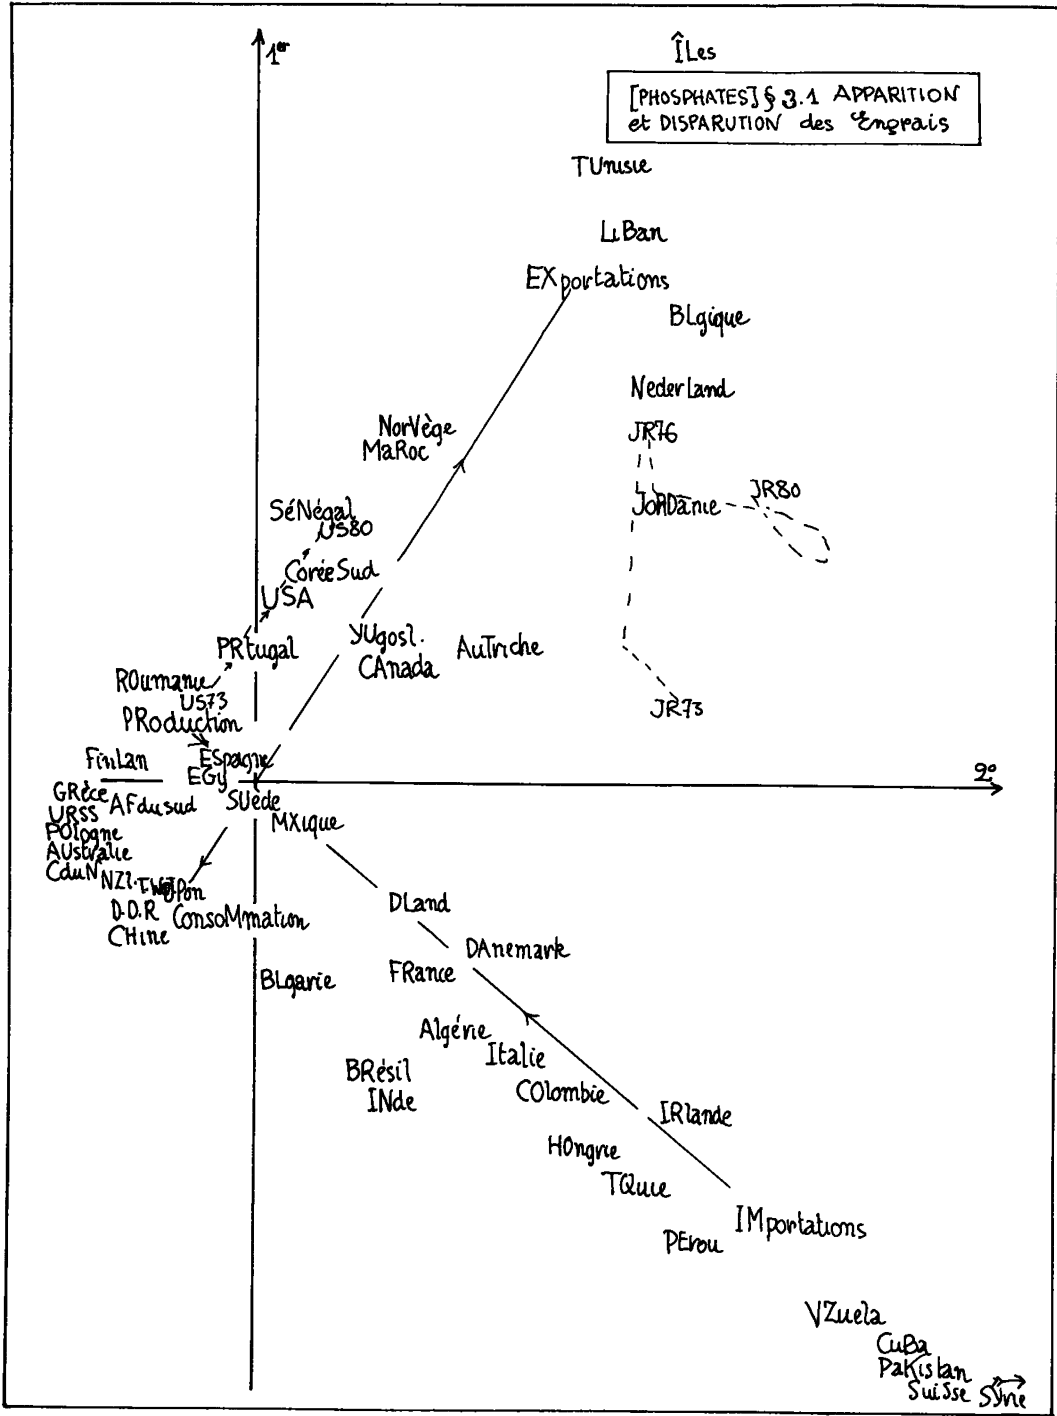 1er
ÎLes
[PHOSPHATES] § 3.1 APPARITION
et DISPARUTION des Engrais
TUnisie
LiBan
EXportations
BLgique
NederLand
JR76
NorVège
MaRoc
JoRDanie
JR80
SéNégal
US80
CoréeSud
USA
YUgosl.
PRtugal
CAnada
AuTriche
ROumanie
US73
JR73
PRoduction
FinLan
ESpagne
EGy
2e
GRèce
AFdusud
SUède
URSS
MXique
POlogne
AUstralie
CduN
NZl.
JPon
DLand
D.D.R
ConsoMmation
CHine
DAnemark
FRance
BLgarie
Algérie
Italie
BRésil
COlombie
INde
IRlande
HOngrie
TQuie
IMportations
PErou
VZuela
CuBa
PaKistan
SuiSse
SYrie